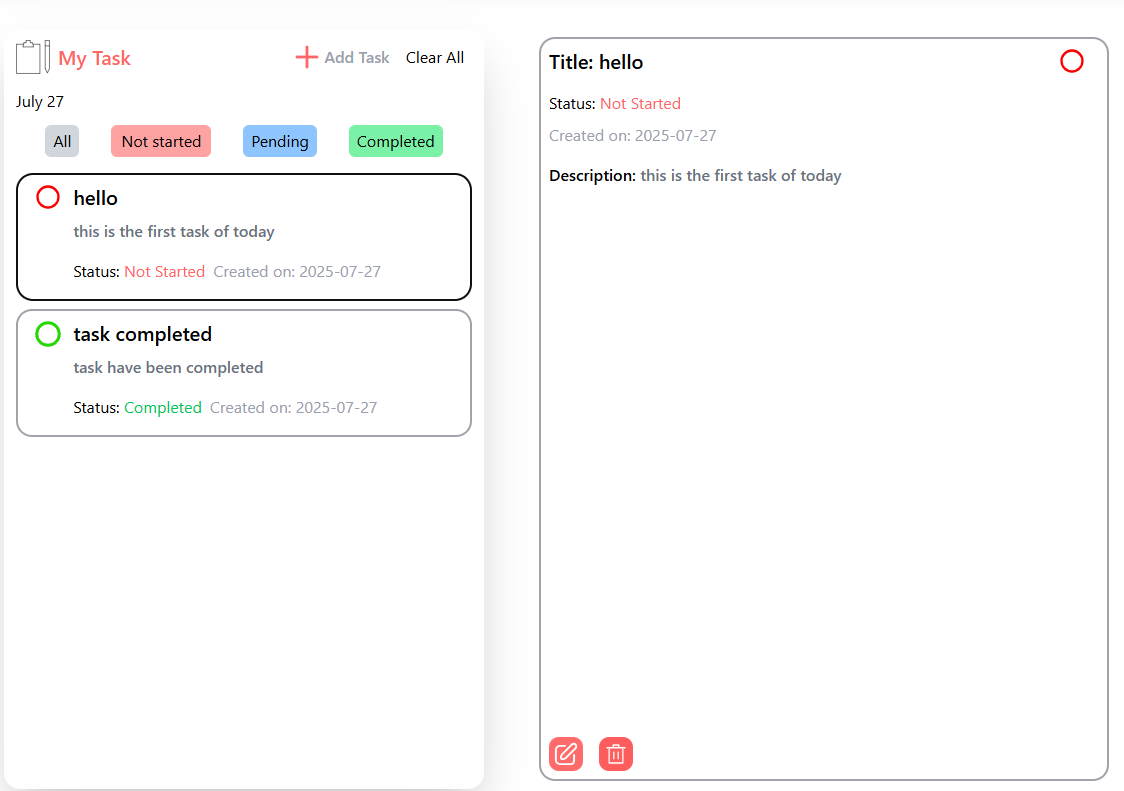 My Task
Add Task Clear All
July 27
All Not started Pending Completed
hello
this is the first task of today
Status: Not Started Created on: 2025-07-27
task completed
task have been completed
Status: Completed Created on: 2025-07-27
Title: hello
Status: Not Started
Created on: 2025-07-27
Description: this is the first task of today